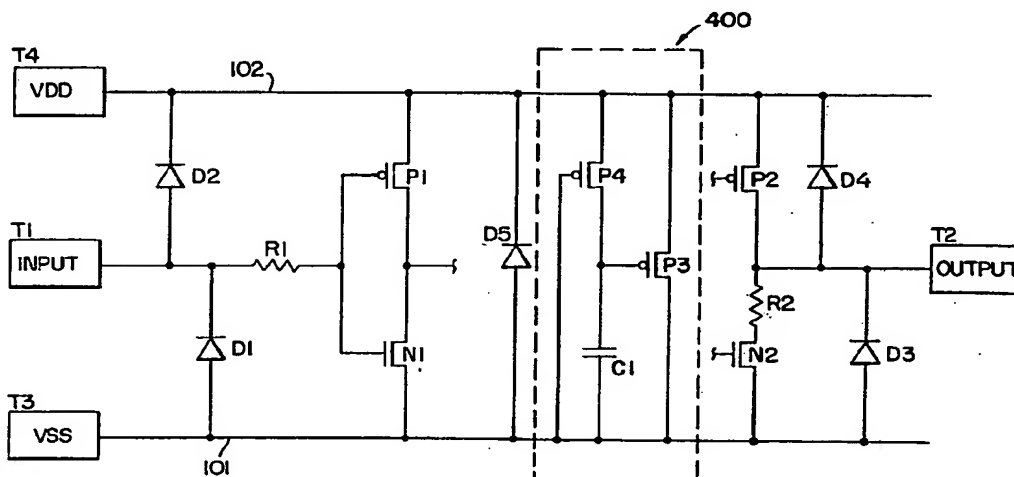 400
T4
VDD
102
D2
P1
P4
P2
D4
T1
INPUT
R1
D5
P3
T2
OUTPUT
R2
D1
N1
C1
N2
D3
T3
VSS
101